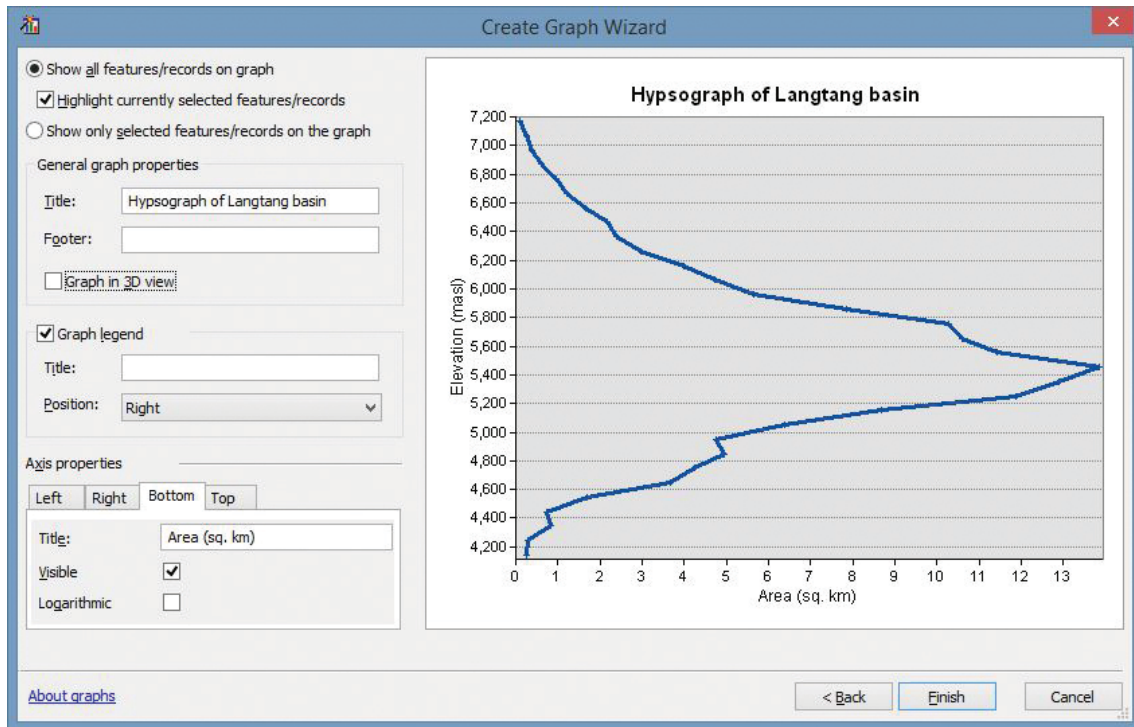 Create Graph Wizard
Show all features/records on graph
Highlight currently selected features/records
Show only selected features/records on the graph
General graph properties
Title: Hypsograph of Langtang basin
Footer:
Graph in 3D view
Graph legend
Title:
Position: Right
Axis properties
Left Right Bottom Top
Title: Area (sq. km)
Visible
Logarithmic
Hypsograph of Langtang basin
Elevation (masl)
7,200
7,000
6,800
6,600
6,400
6,200
6,000
5,800
5,600
5,400
5,200
5,000
4,800
4,600
4,400
4,200
0 1 2 3 4 5 6 7 8 9 10 11 12 13
Area (sq. km)
About graphs
< Back Finish Cancel